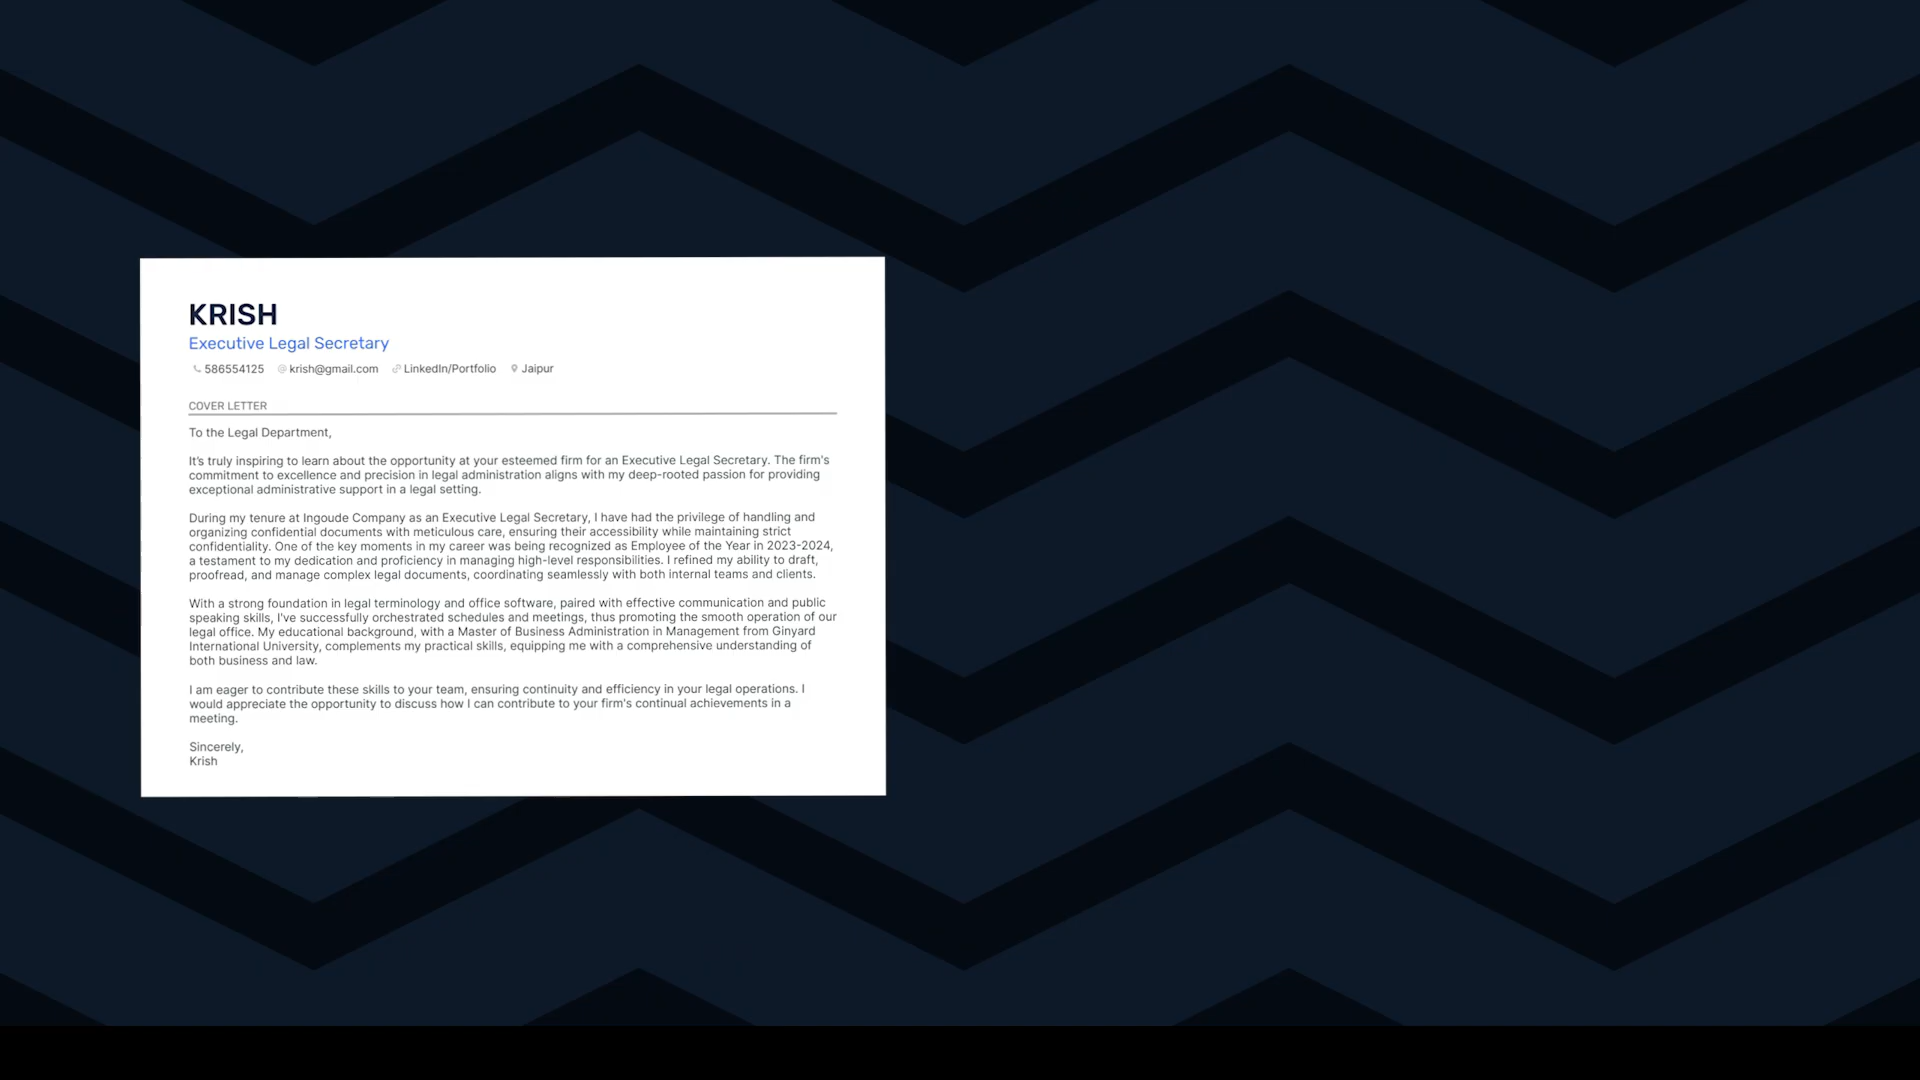 KRISH
Executive Legal Secretary
586554125 @ krish@gmail.com LinkedIn/Portfolio Jaipur
COVER LETTER
To the Legal Department,
It's truly inspiring to learn about the opportunity at your esteemed firm for an Executive Legal Secretary. The firm's
commitment to excellence and precision in legal administration aligns with my deep-rooted passion for providing
exceptional administrative support in a legal setting.
During my tenure at Ingoude Company as an Executive Legal Secretary, I have had the privilege of handling and
organizing confidential documents with meticulous care, ensuring their accessibility while maintaining strict
confidentiality. One of the key moments in my career was being recognized as Employee of the Year in 2023-2024,
a testament to my dedication and proficiency in managing high-level responsibilities. I refined my ability to draft,
proofread, and manage complex legal documents, coordinating seamlessly with both internal teams and clients.
With a strong foundation in legal terminology and office software, paired with effective communication and public
speaking skills, I've successfully orchestrated schedules and meetings, thus promoting the smooth operation of our
legal office. My educational background, with a Master of Business Administration in Management from Ginyard
International University, complements my practical skills, equipping me with a comprehensive understanding of
both business and law.
I am eager to contribute these skills to your team, ensuring continuity and efficiency in your legal operations. I
would appreciate the opportunity to discuss how I can contribute to your firm's continual achievements in a
meeting.
Sincerely,
Krish